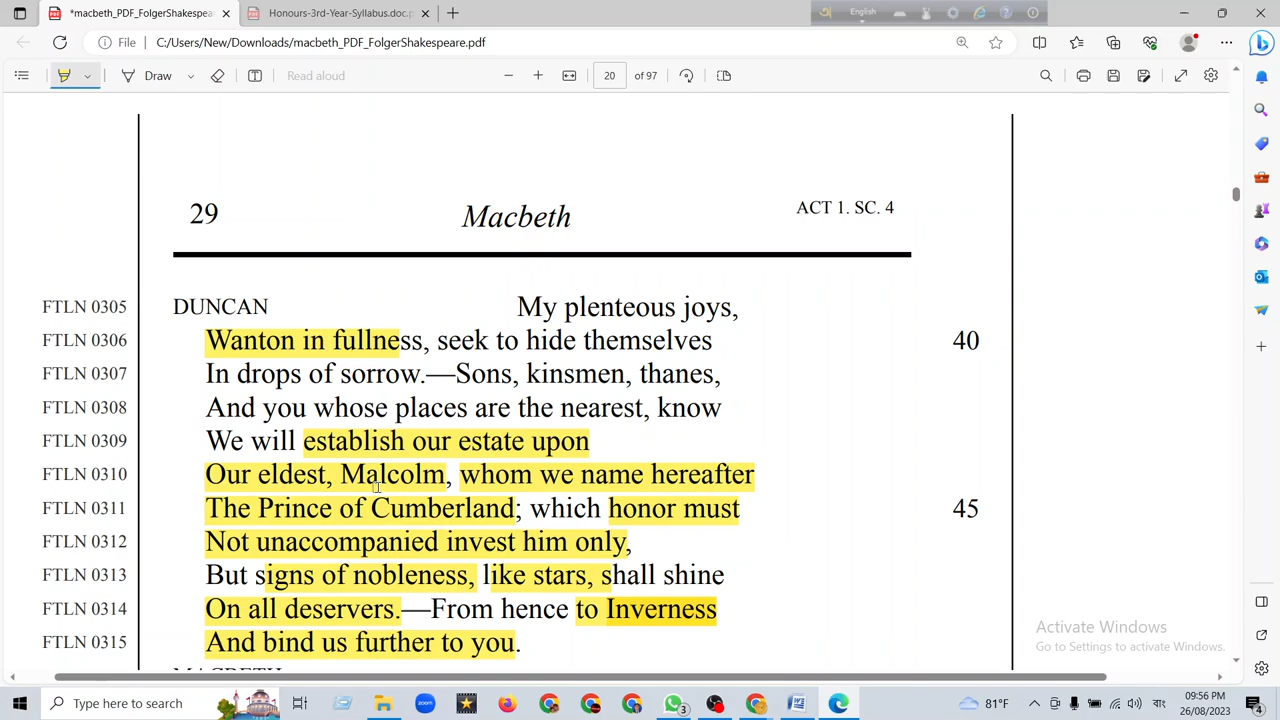 *macbeth_PDF_FolgerShakespea
Honours-3rd-Year-Syllabus.doc.p
English
File C:/Users/New/Downloads/macbeth_PDF_FolgerShakespeare.pdf
Draw
Read aloud
20 of 97
29 Macbeth ACT 1. SC. 4
FTLN 0305 DUNCAN My plenteous joys,
FTLN 0306 Wanton in fullness, seek to hide themselves 40
FTLN 0307 In drops of sorrow.—Sons, kinsmen, thanes,
FTLN 0308 And you whose places are the nearest, know
FTLN 0309 We will establish our estate upon
FTLN 0310 Our eldest, Malcolm, whom we name hereafter
FTLN 0311 The Prince of Cumberland; which honor must 45
FTLN 0312 Not unaccompanied invest him only,
FTLN 0313 But signs of nobleness, like stars, shall shine
FTLN 0314 On all deservers.—From hence to Inverness
FTLN 0315 And bind us further to you.
Activate Windows
Go to Settings to activate Windows.
Type here to search
zoom
3
81°F
বাং
09:56 PM
26/08/2023
4